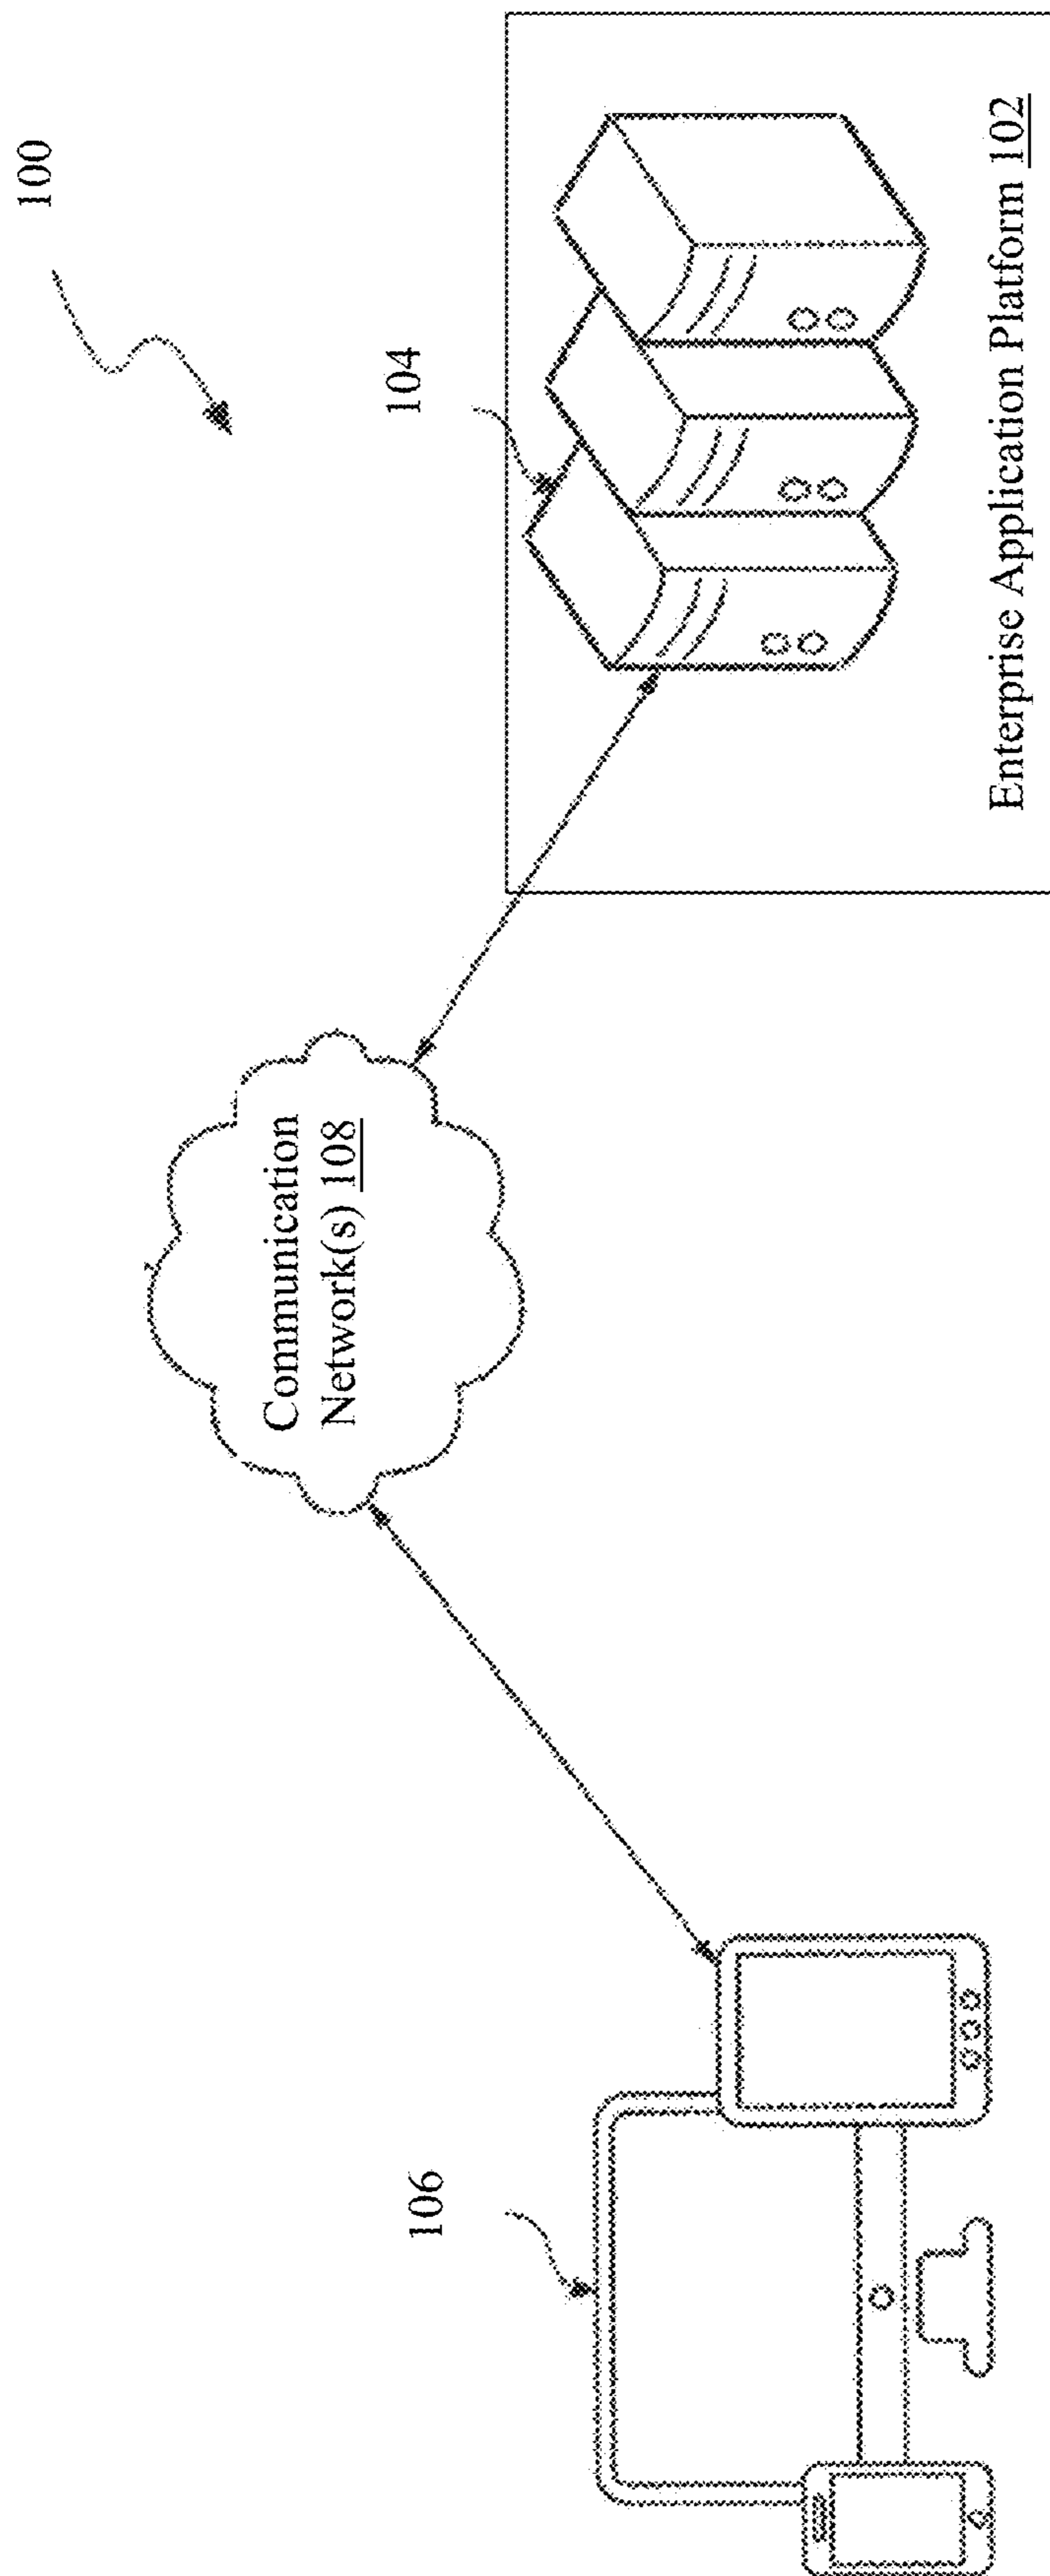 100
104
Communication
Network(s) 108
106
Enterprise Application Platform 102